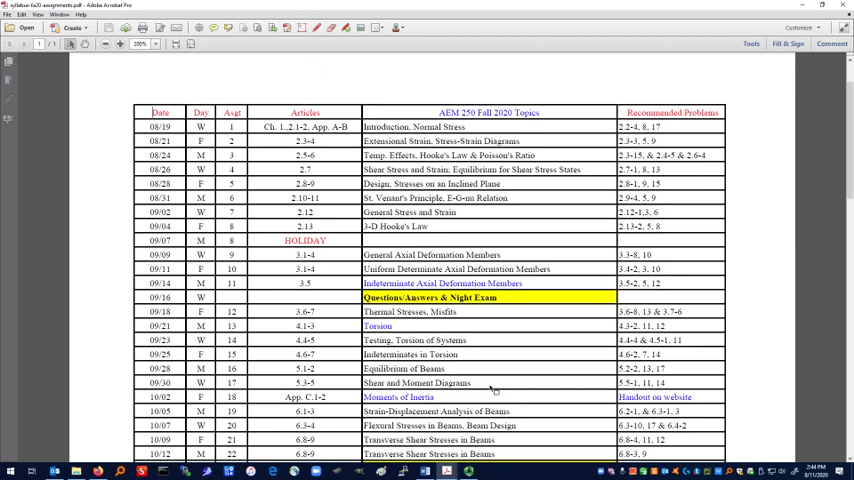 syllabus-fa20-assignments.pdf - Adobe Acrobat Pro
File Edit View Window Help
Open Create Customize
1 / 1 200% Tools Fill & Sign Comment
Date Day Asgt Articles AEM 250 Fall 2020 Topics Recommended Problems
08/19 W 1 Ch. 1..2.1-2, App. A-B Introduction, Normal Stress 2.2-4, 8, 17
08/21 F 2 2.3-4 Extensional Strain, Stress-Strain Diagrams 2.3-3, 5, 9
08/24 M 3 2.5-6 Temp. Effects, Hooke's Law & Poisson's Ratio 2.3-15, & 2.4-5 & 2.6-4
08/26 W 4 2.7 Shear Stress and Strain; Equilibrium for Shear Stress States 2.7-1, 8, 13
08/28 F 5 2.8-9 Design, Stresses on an Inclined Plane 2.8-1, 9, 15
08/31 M 6 2.10-11 St. Venant's Principle, E-G-nu Relation 2.9-4, 5, 9
09/02 W 7 2.12 General Stress and Strain 2.12-1,3, 6
09/04 F 8 2.13 3-D Hooke's Law 2.13-2, 5, 8
09/07 M 8 HOLIDAY
09/09 W 9 3.1-4 General Axial Deformation Members 3.3-8, 10
09/11 F 10 3.1-4 Uniform Determinate Axial Deformation Members 3.4-2, 3, 10
09/14 M 11 3.5 Indeterminate Axial Deformation Members 3.5-2, 5, 12
09/16 W Questions/Answers & Night Exam
09/18 F 12 3.6-7 Thermal Stresses, Misfits 3.6-8, 13 & 3.7-6
09/21 M 13 4.1-3 Torsion 4.3-2, 11, 12
09/23 W 14 4.4-5 Testing, Torsion of Systems 4.4-4 & 4.5-1, 11
09/25 F 15 4.6-7 Indeterminates in Torsion 4.6-2, 7, 14
09/28 M 16 5.1-2 Equilibrium of Beams 5.2-2, 13, 17
09/30 W 17 5.3-5 Shear and Moment Diagrams 5.5-1, 11, 14
10/02 F 18 App. C.1-2 Moments of Inertia Handout on website
10/05 M 19 6.1-3 Strain-Displacement Analysis of Beams 6.2-1, & 6.3-1, 3
10/07 W 20 6.3-4 Flexural Stresses in Beams, Beam Design 6.3-10, 17 & 6.4-2
10/09 F 21 6.8-9 Transverse Shear Stresses in Beams 6.8-4, 11, 12
10/12 M 22 6.8-9 Transverse Shear Stresses in Beams 6.8-3, 9
2:44 PM
8/11/2020